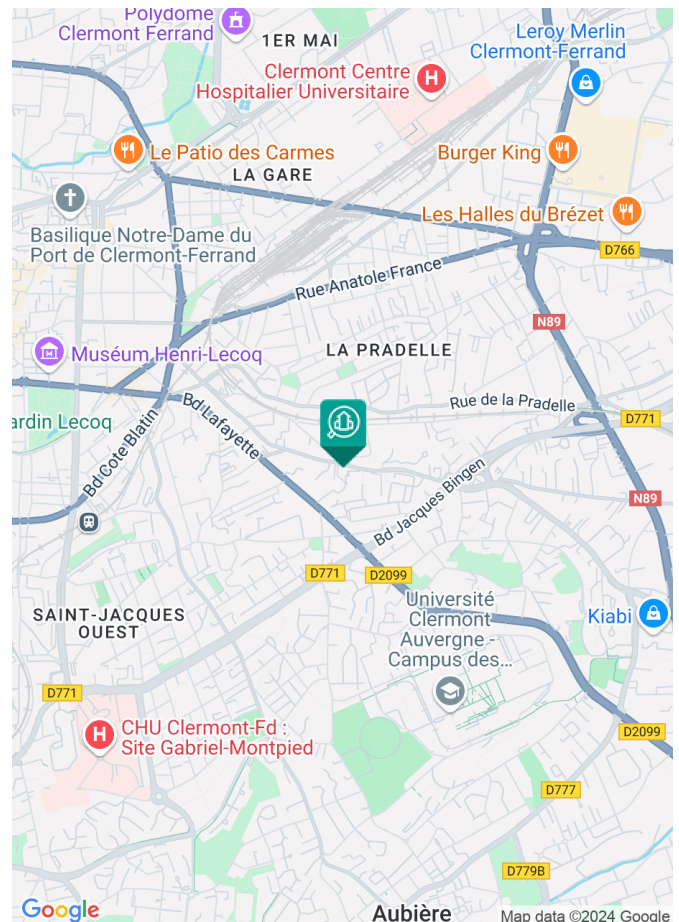 Polydome
Clermont Ferrand
1ER MAI
Leroy Merlin
Clermont-Ferrand
Clermont Centre
Hospitalier Universitaire
Le Patio des Carmes
Burger King
LA GARE
Les Halles du Brézet
Basilique Notre-Dame du
Port de Clermont-Ferrand
D766
Rue Anatole France
N89
Muséum Henri-Lecoq
LA PRADELLE
Rue de la Pradelle
D771
ardin Lecoq
Bd Lafayette
Bd Cote Blatin
Bd Jacques Bingen
N89
D771
D2099
Université
Clermont
Auvergne -
Campus des...
Kiabi
SAINT-JACQUES
OUEST
D771
CHU Clermont-Fd :
Site Gabriel-Montpied
D2099
D777
D779B
Google
Aubière
Map data ©2024 Google